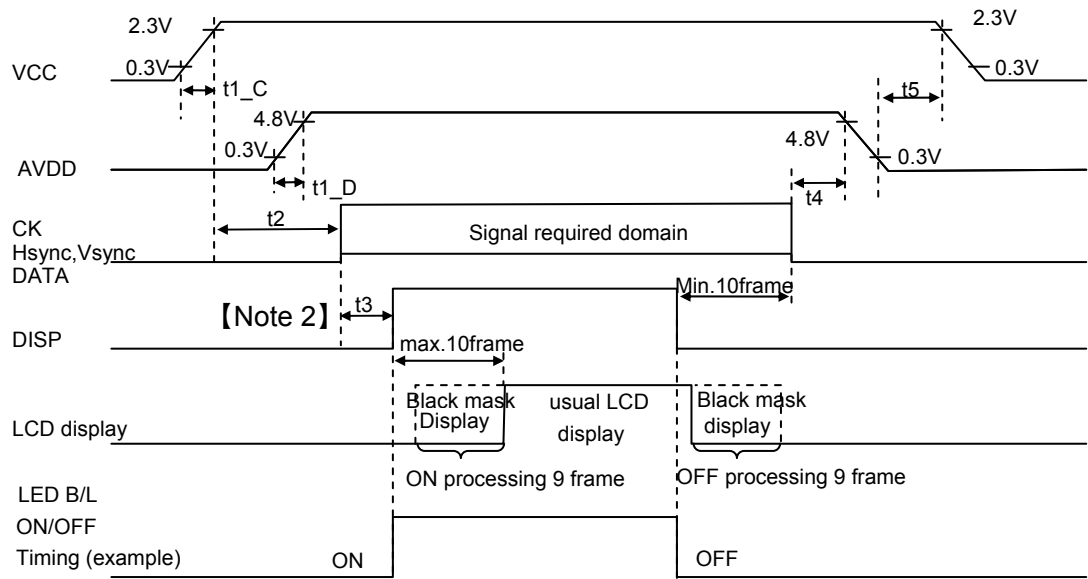 2.3V
2.3V
VCC
0.3V
0.3V
t1_C
t5
4.8V
4.8V
0.3V
0.3V
AVDD
t1_D
t4
t2
CK
Hsync,Vsync
DATA
Signal required domain
Min.10frame
【Note 2】
t3
DISP
max.10frame
Black mask
Display
usual LCD
display
Black mask
display
LCD display
ON processing 9 frame
OFF processing 9 frame
LED B/L
ON/OFF
Timing (example)
ON
OFF